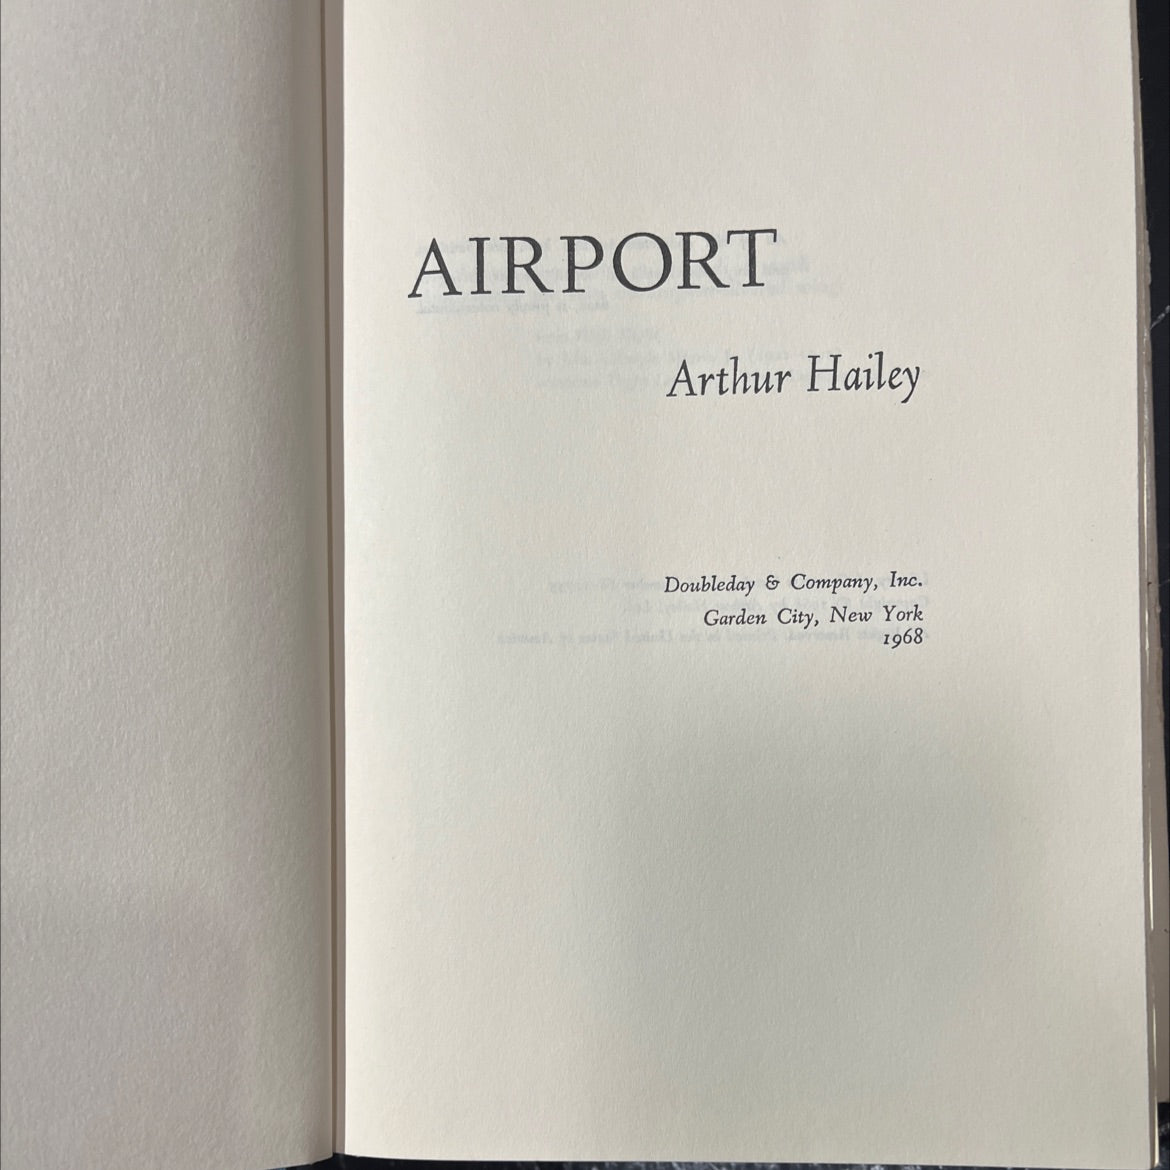 AIRPORT
Arthur Hailey
Doubleday & Company, Inc.
Garden City, New York
1968